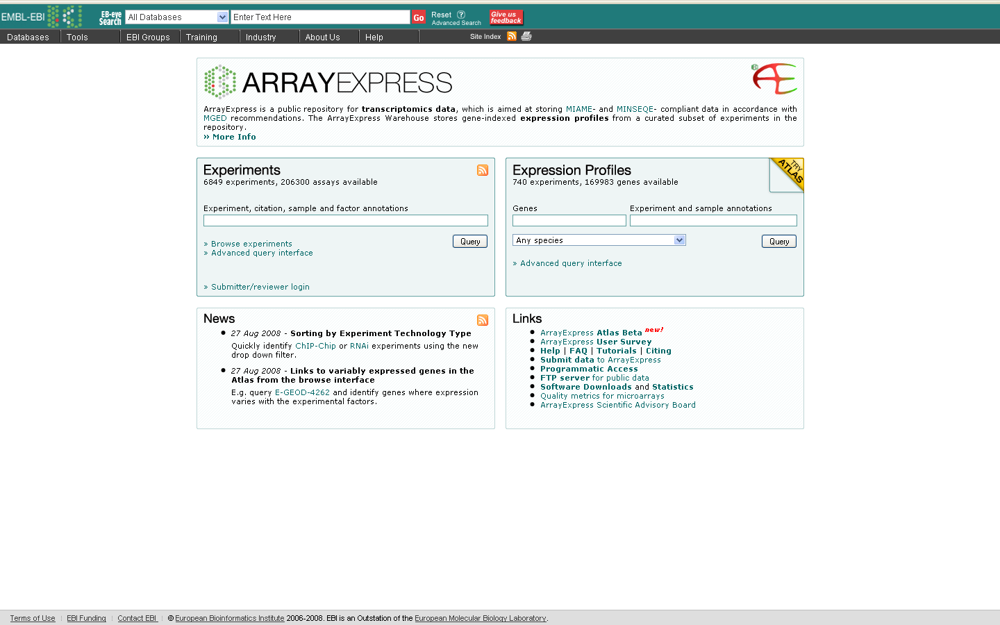 EMBL-EBI
EB-eye
Search
All Databases
Enter Text Here
Go
Reset ?
Advanced Search
Give us
feedback
Databases
Tools
EBI Groups
Training
Industry
About Us
Help
Site Index
ARRAYEXPRESS
ArrayExpress is a public repository for transcriptomics data, which is aimed at storing MIAME- and MINSEQE- compliant data in accordance with
MGED recommendations. The ArrayExpress Warehouse stores gene-indexed expression profiles from a curated subset of experiments in the
repository.
» More Info
Experiments
6849 experiments, 206300 assays available
Experiment, citation, sample and factor annotations
Query
» Browse experiments
» Advanced query interface
» Submitter/reviewer login
Expression Profiles
TRY
ATLAS
740 experiments, 169983 genes available
Genes
Experiment and sample annotations
Any species
Query
» Advanced query interface
News
• 27 Aug 2008 - Sorting by Experiment Technology Type
Quickly identify ChIP-Chip or RNAi experiments using the new
drop down filter.
• 27 Aug 2008 - Links to variably expressed genes in the
Atlas from the browse interface
E.g. query E-GEOD-4262 and identify genes where expression
varies with the experimental factors.
Links
• ArrayExpress Atlas Beta new!
• ArrayExpress User Survey
• Help | FAQ | Tutorials | Citing
• Submit data to ArrayExpress
• Programmatic Access
• FTP server for public data
• Software Downloads and Statistics
• Quality metrics for microarrays
• ArrayExpress Scientific Advisory Board
Terms of Use
EBI Funding
Contact EBI
© European Bioinformatics Institute 2006-2008. EBI is an Outstation of the European Molecular Biology Laboratory.